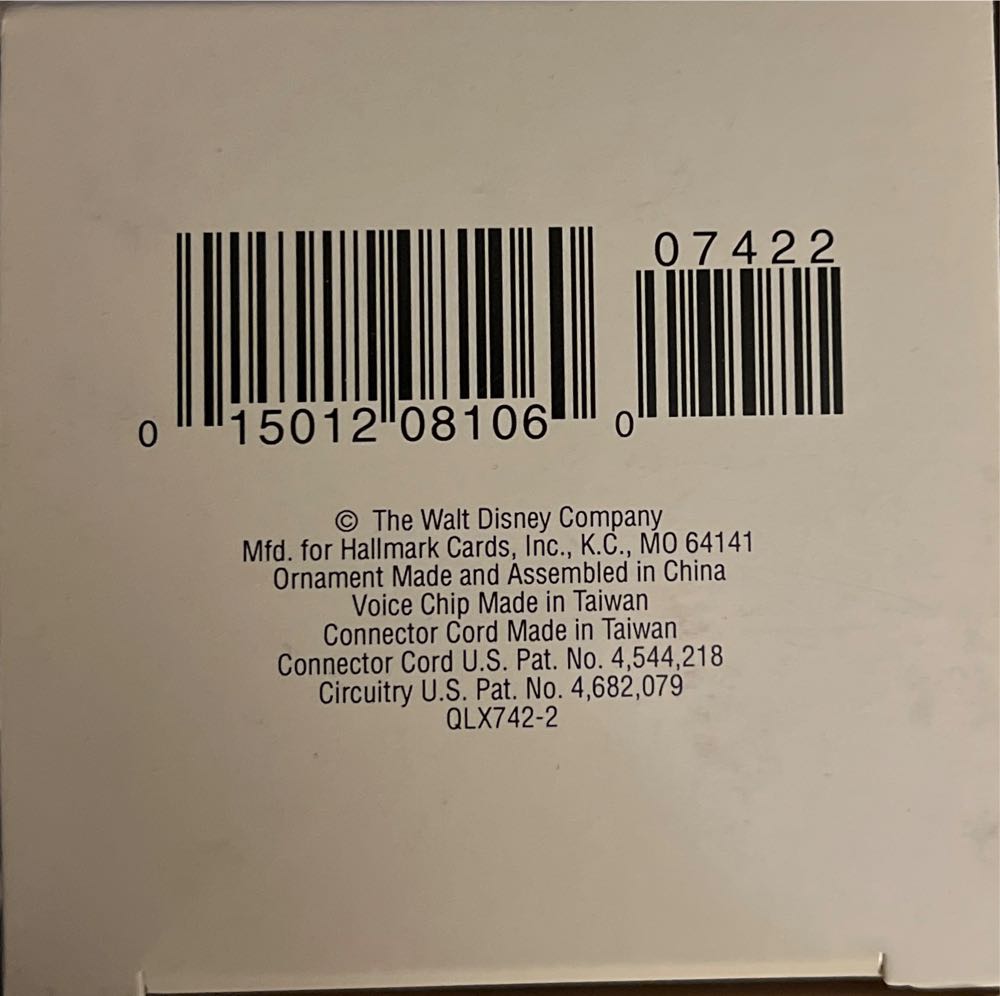 07422
0 15012 08106 0
© The Walt Disney Company
Mfd. for Hallmark Cards, Inc., K.C., MO 64141
Ornament Made and Assembled in China
Voice Chip Made in Taiwan
Connector Cord Made in Taiwan
Connector Cord U.S. Pat. No. 4,544,218
Circuitry U.S. Pat. No. 4,682,079
QLX742-2